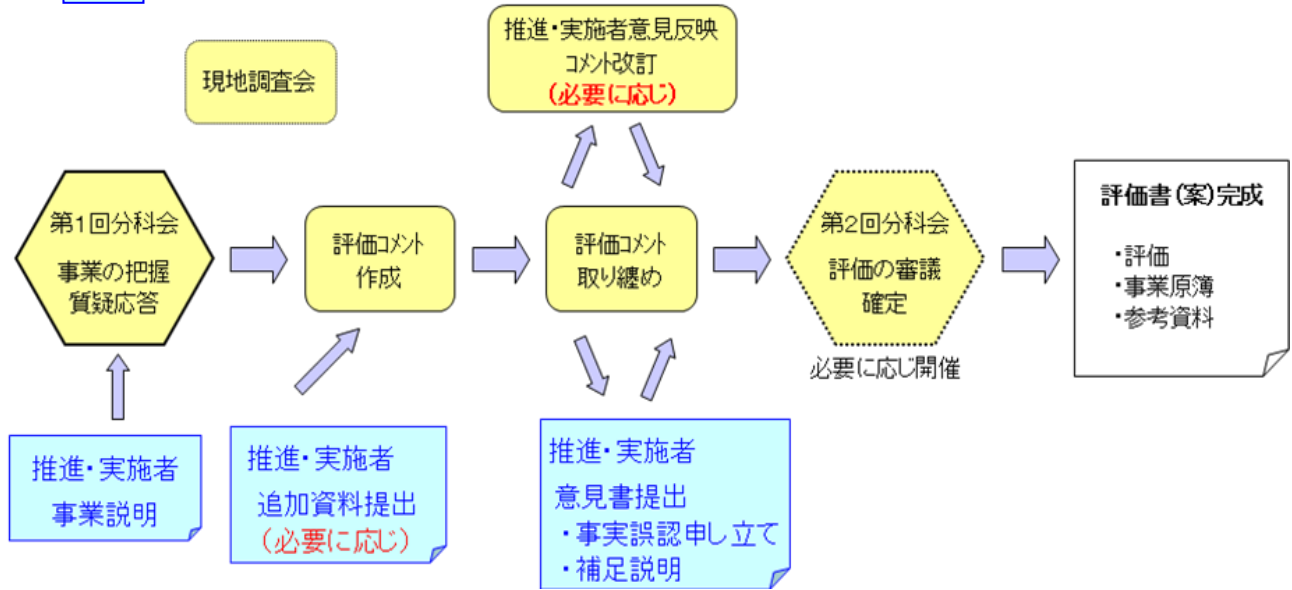 現地調査会
推進・実施者意見反映
コメント改訂
(必要に応じ)
第1回分科会
事業の把握
質疑応答
評価コメント
作成
評価コメント
取り纏め
第2回分科会
評価の審議
確定
必要に応じ開催
評価書(案)完成
・評価
・事業原簿
・参考資料
推進・実施者
事業説明
推進・実施者
追加資料提出
(必要に応じ)
推進・実施者
意見書提出
・事実誤認申し立て
・補足説明